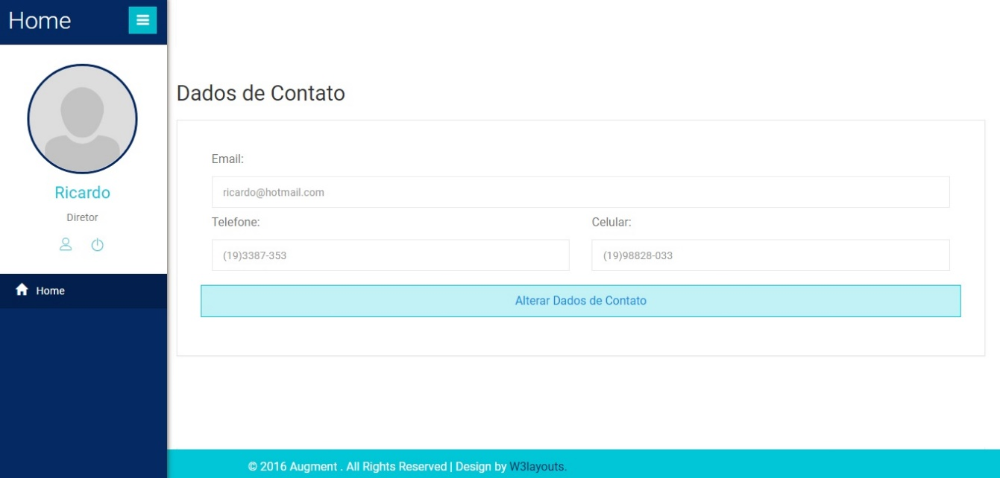 Home
Ricardo
Diretor
Home
Dados de Contato
Email:
ricardo@hotmail.com
Telefone: Celular:
(19)3387-353 (19)98828-033
Alterar Dados de Contato
© 2016 Augment . All Rights Reserved | Design by W3layouts.